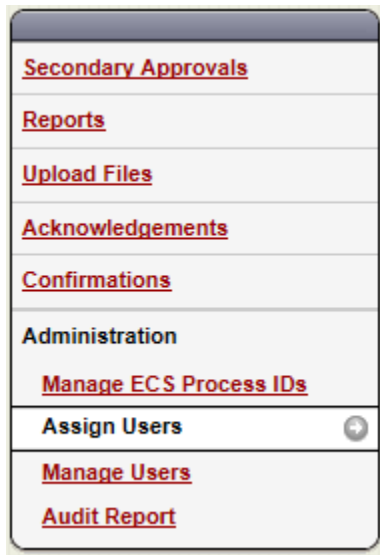 Secondary Approvals
Reports
Upload Files
Acknowledgements
Confirmations
Administration
Manage ECS Process IDs
Assign Users
Manage Users
Audit Report